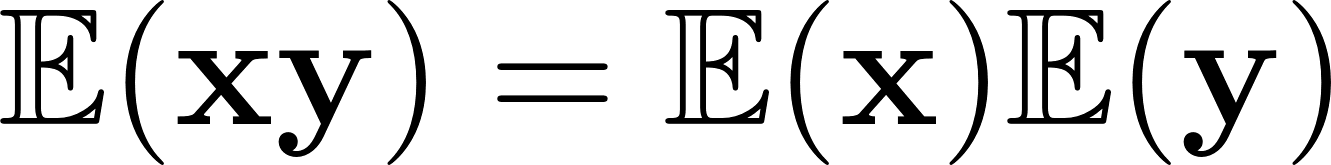 𝔼(𝐱𝐲) = 𝔼(𝐱)𝔼(𝐲)